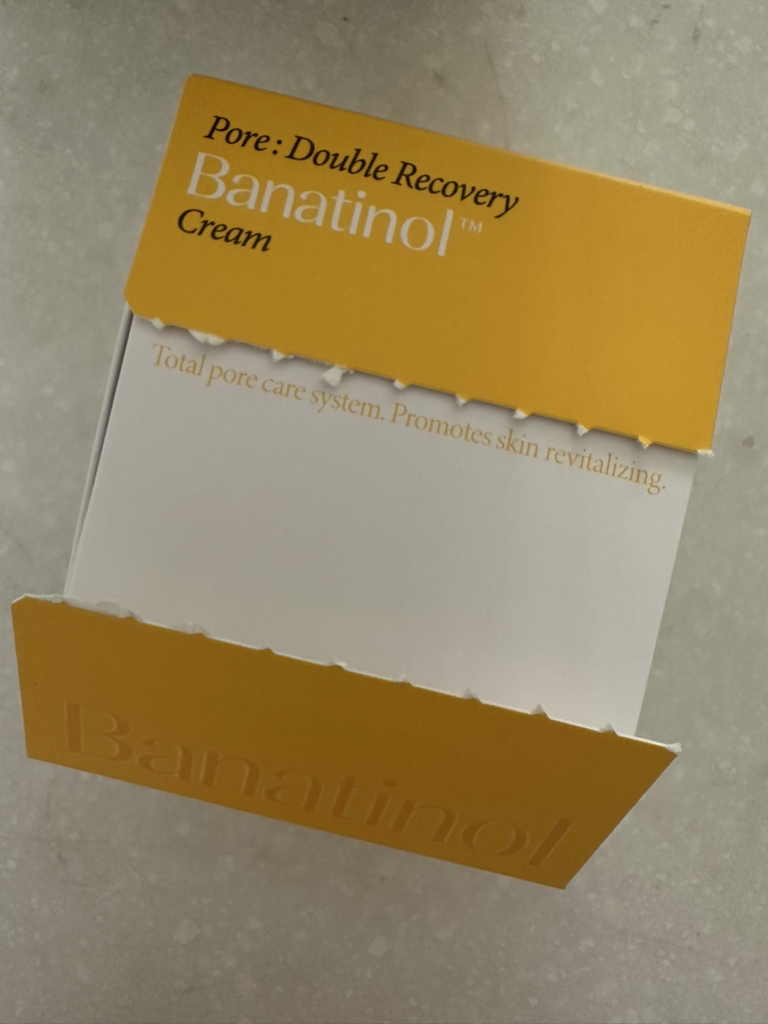 Pore : Double Recovery
Banatinol™
Cream
Total pore care system. Promotes skin revitalizing.
Banatinol